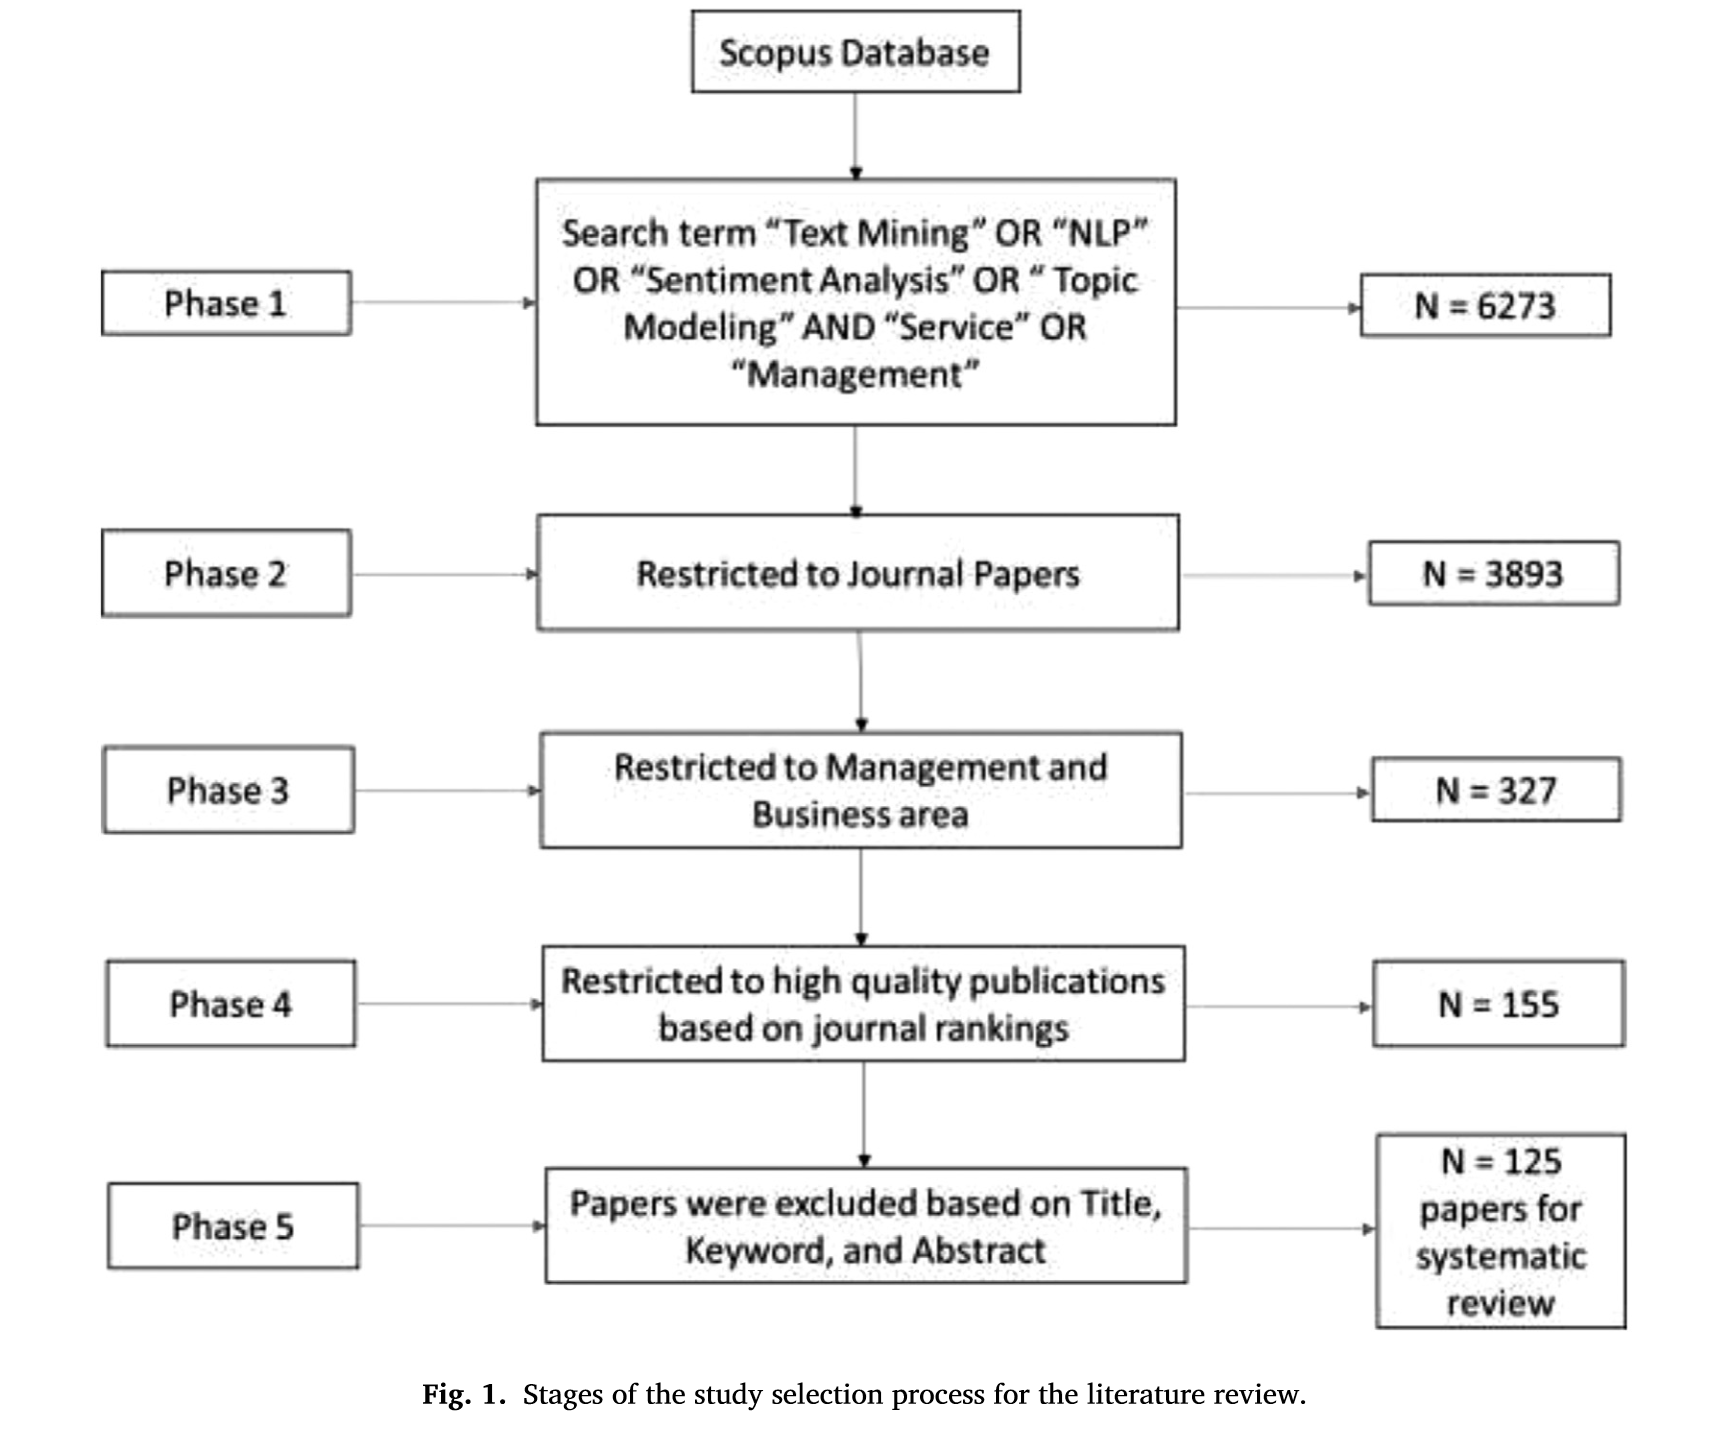 Scopus Database
Phase 1
Search term “Text Mining” OR “NLP”
OR “Sentiment Analysis” OR “ Topic
Modeling” AND “Service” OR
“Management”
N = 6273
Phase 2
Restricted to Journal Papers
N = 3893
Phase 3
Restricted to Management and
Business area
N = 327
Phase 4
Restricted to high quality publications
based on journal rankings
N = 155
Phase 5
Papers were excluded based on Title,
Keyword, and Abstract
N = 125
papers for
systematic
review
Fig. 1. Stages of the study selection process for the literature review.